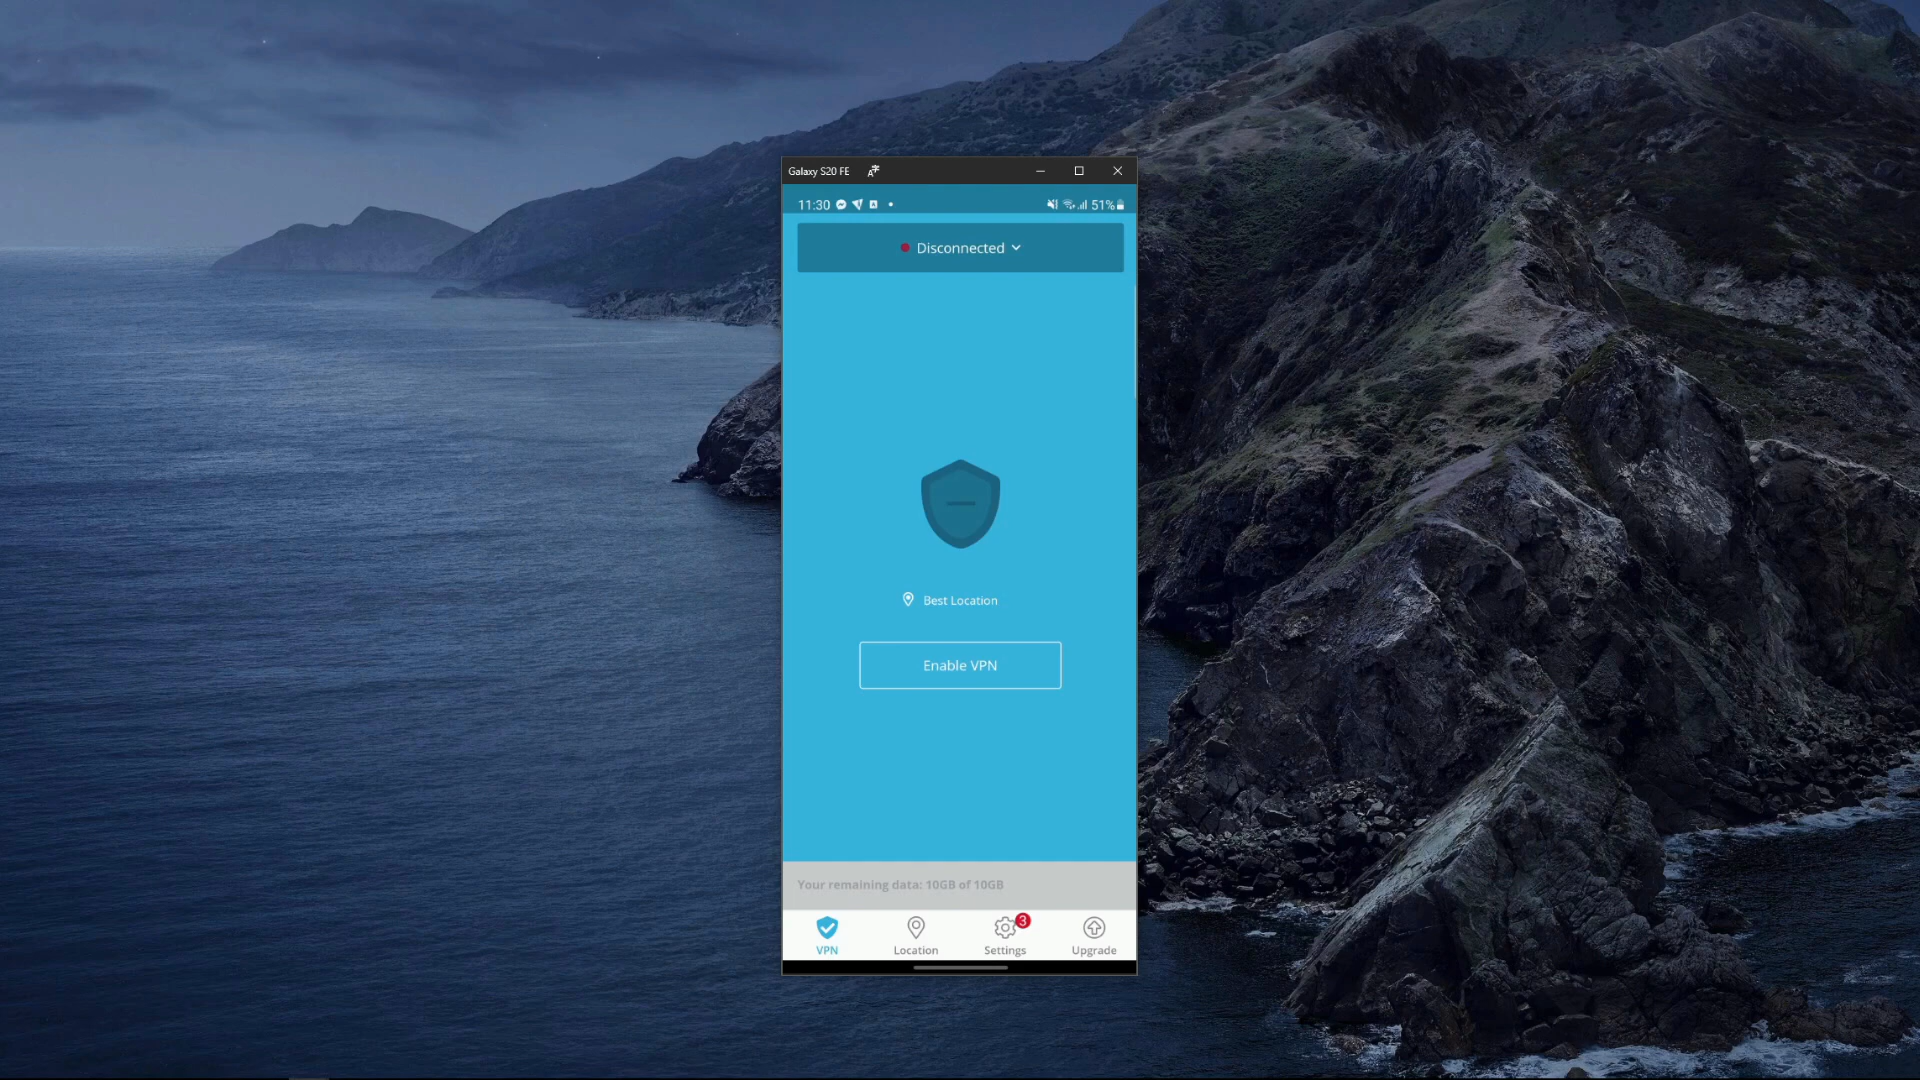 Galaxy S20 FE
11:30 51%
Disconnected
Best Location
Enable VPN
Your remaining data: 10GB of 10GB
3
VPN Location Settings Upgrade